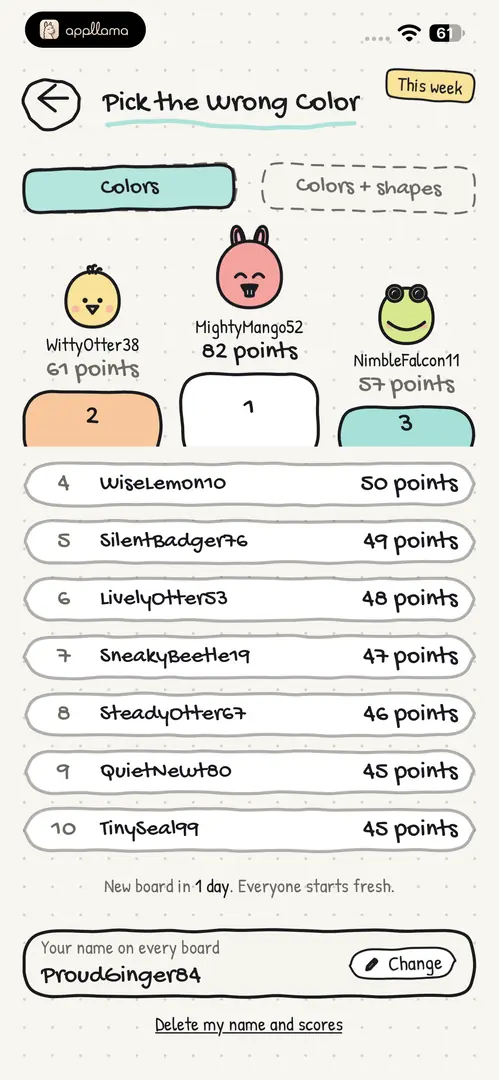 appllama
61
Pick the Wrong Color
This week
Colors
Colors + shapes
MightyMango52
82 points
WittyOtter38
61 points
NimbleFalcon11
57 points
2
1
3
4 WiseLemon10 50 points
5 SilentBadger76 49 points
6 LivelyOtter53 48 points
7 SneakyBeetle19 47 points
8 SteadyOtter67 46 points
9 QuietNewt80 45 points
10 TinySeal99 45 points
New board in 1 day. Everyone starts fresh.
Your name on every board
ProudGinger84
Change
Delete my name and scores